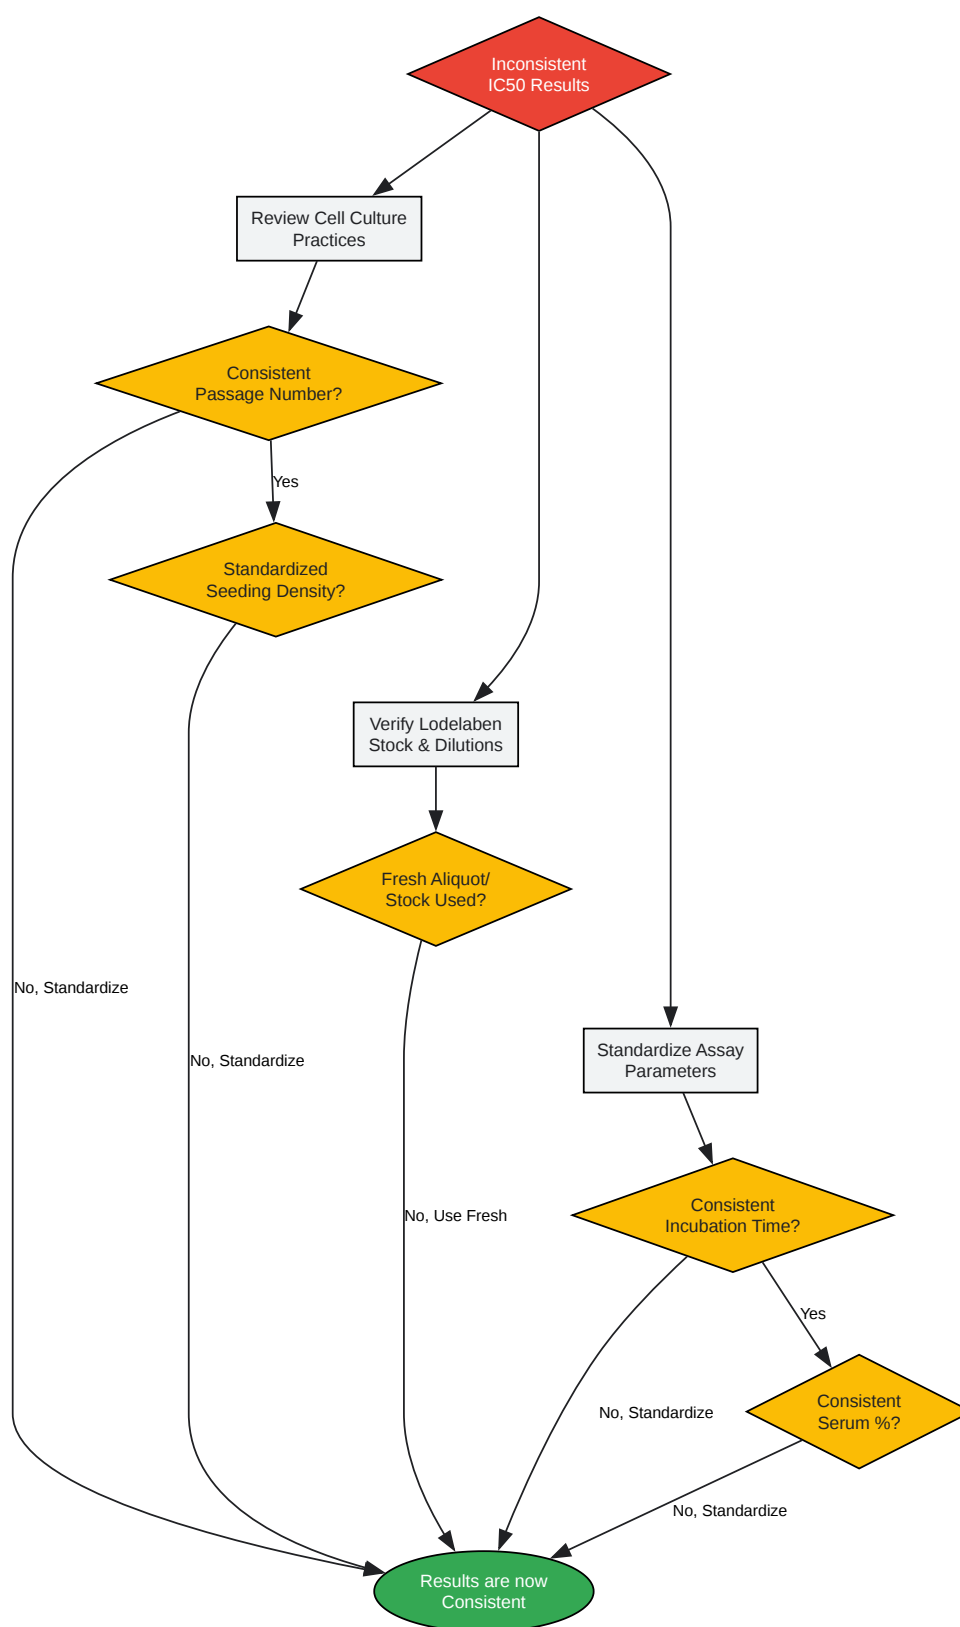 Inconsistent
IC50 Results
Review Cell Culture
Practices
Consistent
Passage Number?
Yes
Standardized
Seeding Density?
Verify Lodelaben
Stock & Dilutions
Fresh Aliquot/
Stock Used?
No, Standardize
No, Standardize
Standardize Assay
Parameters
Consistent
Incubation Time?
No, Use Fresh
Yes
Consistent
Serum %?
No, Standardize
No, Standardize
Results are now
Consistent